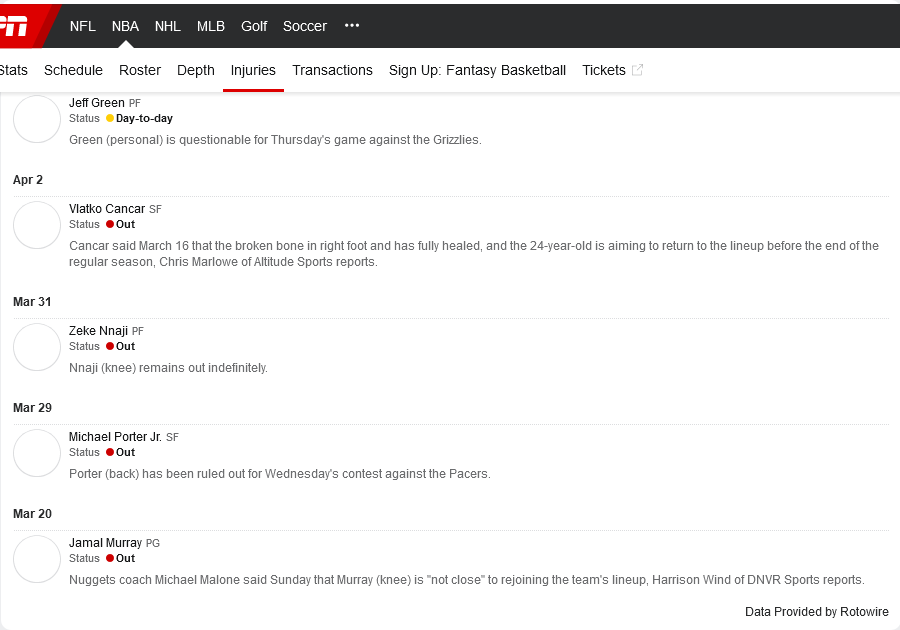 NFL NBA NHL MLB Golf Soccer •••
Stats Schedule Roster Depth Injuries Transactions Sign Up: Fantasy Basketball Tickets
Jeff Green PF
Status Day-to-day
Green (personal) is questionable for Thursday's game against the Grizzlies.
Apr 2
Vlatko Cancar SF
Status Out
Cancar said March 16 that the broken bone in right foot and has fully healed, and the 24-year-old is aiming to return to the lineup before the end of the
regular season, Chris Marlowe of Altitude Sports reports.
Mar 31
Zeke Nnaji PF
Status Out
Nnaji (knee) remains out indefinitely.
Mar 29
Michael Porter Jr. SF
Status Out
Porter (back) has been ruled out for Wednesday's contest against the Pacers.
Mar 20
Jamal Murray PG
Status Out
Nuggets coach Michael Malone said Sunday that Murray (knee) is "not close" to rejoining the team's lineup, Harrison Wind of DNVR Sports reports.
Data Provided by Rotowire